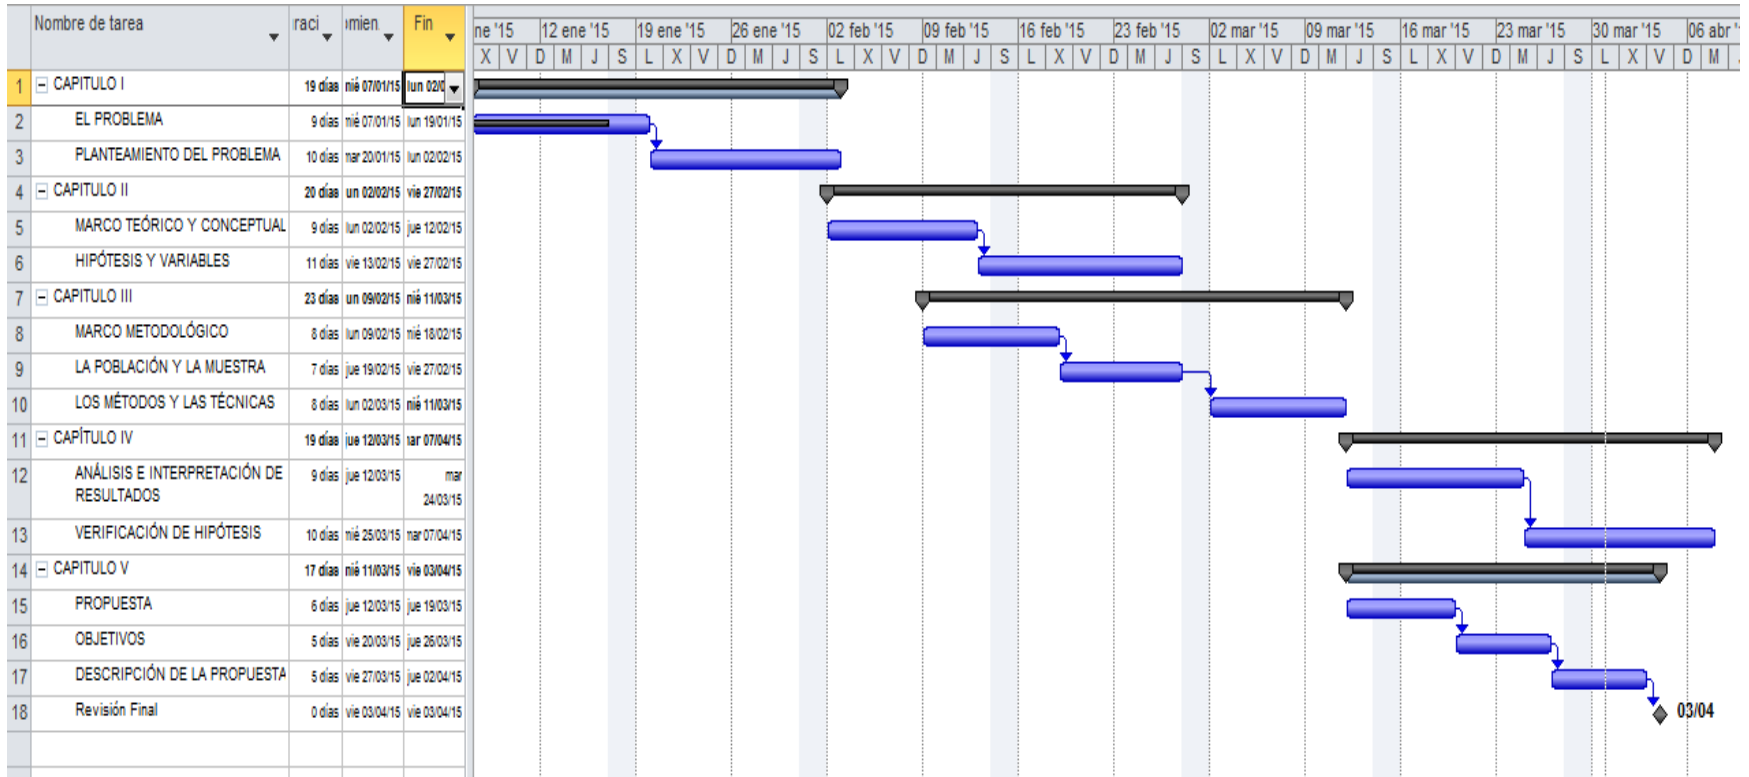 Nombre de tarea raci omien. Fin ne '15 12 ene '15 19 ene '15 26 ene '15 02 feb '15 09 feb '15 16 feb '15 23 feb '15 02 mar '15 09 mar '15 16 mar '15 23 mar '15 30 mar '15 06 abr '
X V D M J S L X V D M J S L X V D M J S L X V D M J S L X V D M J S L X V D M
1 CAPITULO I 19 días mié 07/01/15 lun 02/0
2 EL PROBLEMA 9 días mié 07/01/15 lun 19/01/15
3 PLANTEAMIENTO DEL PROBLEMA 10 días mar 20/01/15 lun 02/02/15
4 CAPITULO II 20 días un 02/02/15 vie 27/02/15
5 MARCO TEÓRICO Y CONCEPTUAL 9 días lun 02/02/15 jue 12/02/15
6 HIPÓTESIS Y VARIABLES 11 días vie 13/02/15 vie 27/02/15
7 CAPITULO III 23 días un 09/02/15 mié 11/03/15
8 MARCO METODOLÓGICO 8 días lun 09/02/15 mié 18/02/15
9 LA POBLACIÓN Y LA MUESTRA 7 días jue 19/02/15 vie 27/02/15
10 LOS MÉTODOS Y LAS TÉCNICAS 8 días lun 02/03/15 mié 11/03/15
11 CAPÍTULO IV 19 días jue 12/03/15 ar 07/04/15
12 ANÁLISIS E INTERPRETACIÓN DE 9 días jue 12/03/15 mar
RESULTADOS 24/03/15
13 VERIFICACIÓN DE HIPÓTESIS 10 días mié 25/03/15 mar 07/04/15
14 CAPITULO V 17 días mié 11/03/15 vie 03/04/15
15 PROPUESTA 6 días jue 12/03/15 jue 19/03/15
16 OBJETIVOS 5 días vie 20/03/15 jue 26/03/15
17 DESCRIPCIÓN DE LA PROPUESTA 5 días vie 27/03/15 jue 02/04/15
18 Revisión Final 0 días vie 03/04/15 vie 03/04/15 03/04